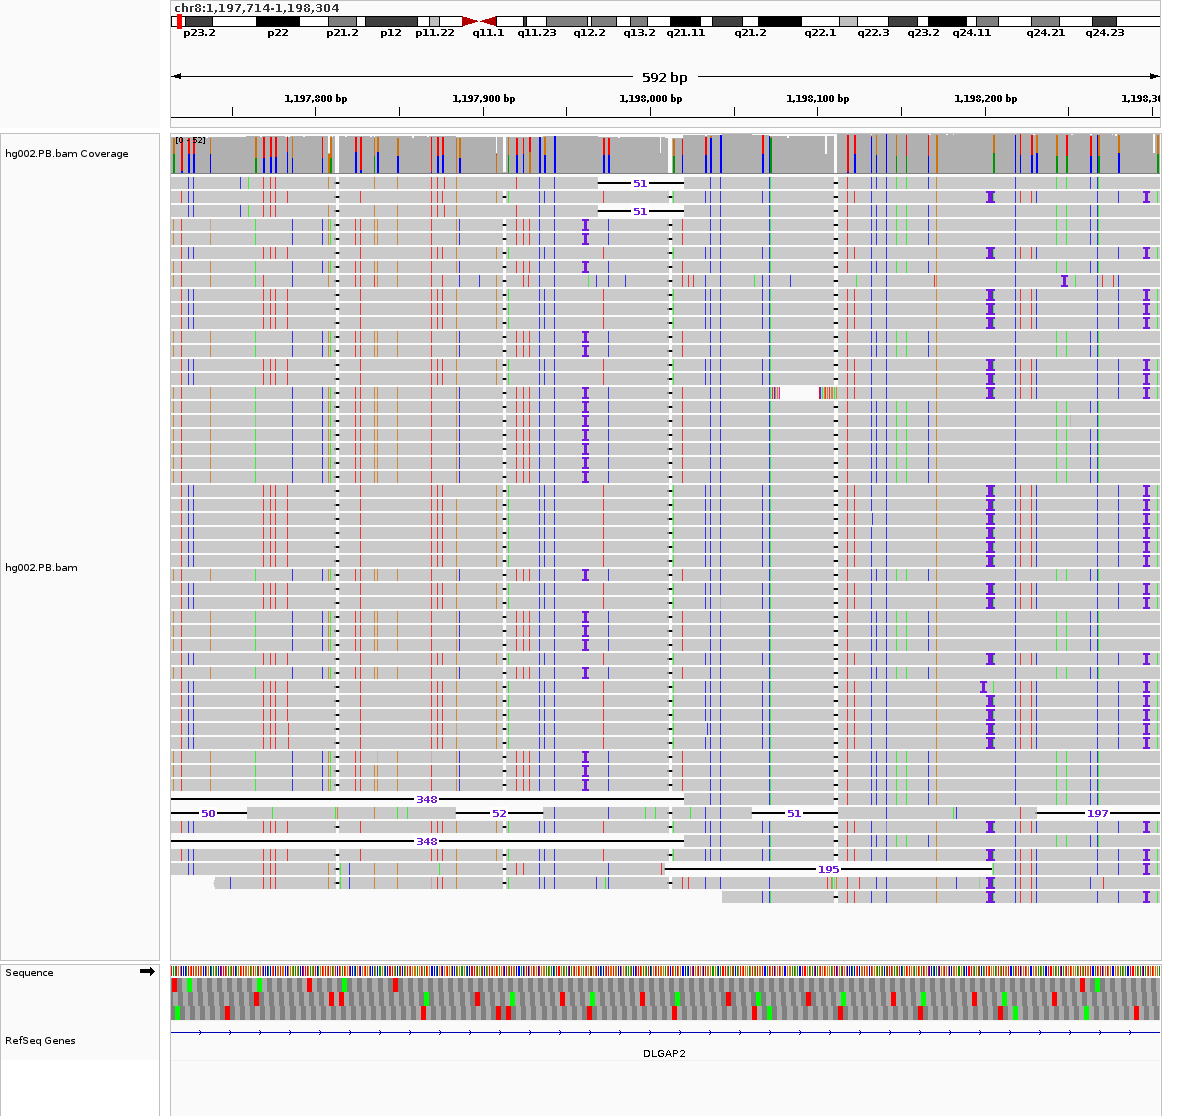 chr8:1,197,714-1,198,304
p23.2 p22 p21.2 p12 p11.22 q11.1 q11.23 q12.2 q13.2 q21.11 q21.2 q22.1 q22.3 q23.2 q24.11 q24.21 q24.23
592 bp
1,197,800 bp 1,197,900 bp 1,198,000 bp 1,198,100 bp 1,198,200 bp 1,198,30
hg002.PB.bam Coverage
[0 - 52]
51
51
hg002.PB.bam
348
50 52 51 197
348
195
Sequence
RefSeq Genes
DLGAP2